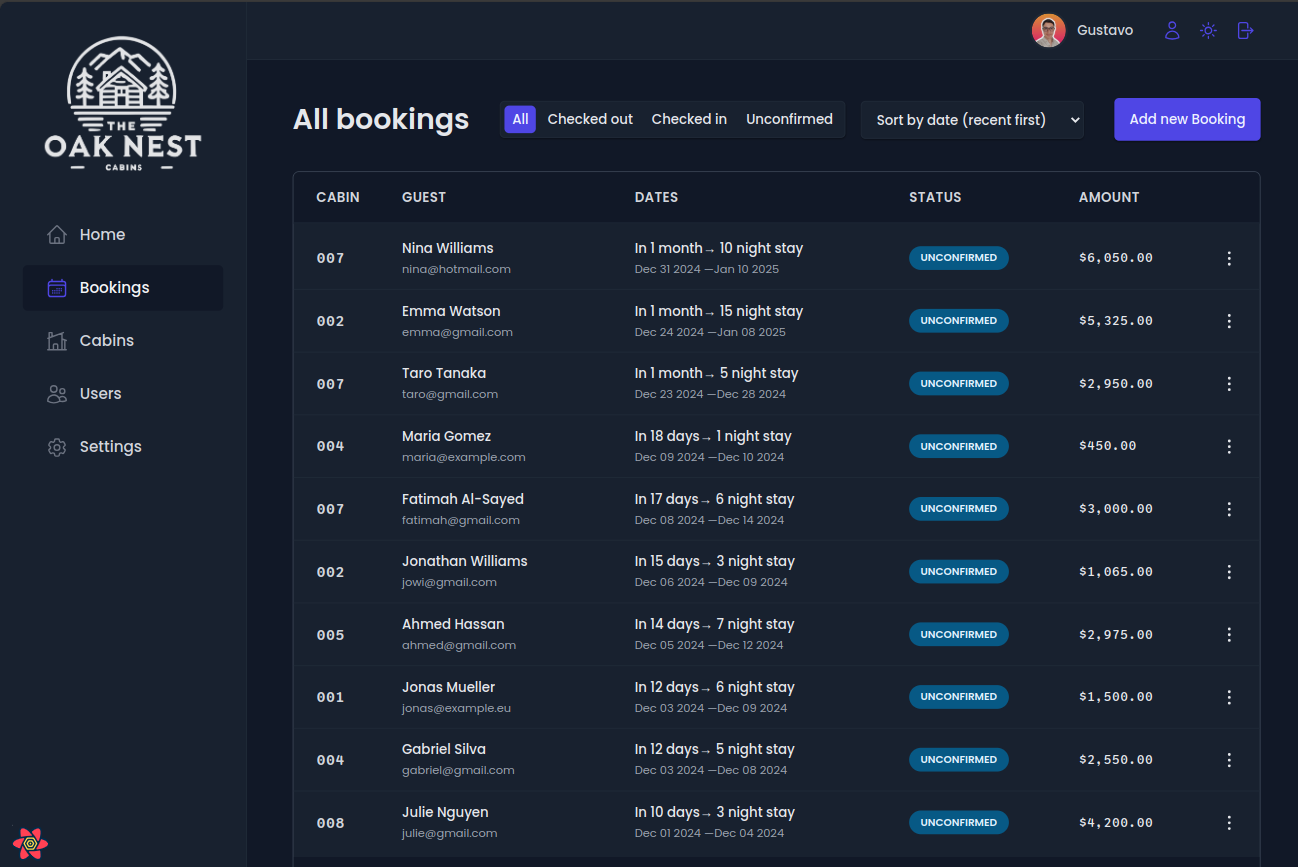 Gustavo
THE
OAK NEST
CABINS
Home
Bookings
Cabins
Users
Settings
All bookings
All Checked out Checked in Unconfirmed
Sort by date (recent first)
Add new Booking
CABIN GUEST DATES STATUS AMOUNT
007 Nina Williams In 1 month→ 10 night stay UNCONFIRMED $6,050.00
nina@hotmail.com Dec 31 2024 —Jan 10 2025
002 Emma Watson In 1 month→ 15 night stay UNCONFIRMED $5,325.00
emma@gmail.com Dec 24 2024 —Jan 08 2025
007 Taro Tanaka In 1 month→ 5 night stay UNCONFIRMED $2,950.00
taro@gmail.com Dec 23 2024 —Dec 28 2024
004 Maria Gomez In 18 days→ 1 night stay UNCONFIRMED $450.00
maria@example.com Dec 09 2024 —Dec 10 2024
007 Fatimah Al-Sayed In 17 days→ 6 night stay UNCONFIRMED $3,000.00
fatimah@gmail.com Dec 08 2024 —Dec 14 2024
002 Jonathan Williams In 15 days→ 3 night stay UNCONFIRMED $1,065.00
jowi@gmail.com Dec 06 2024 —Dec 09 2024
005 Ahmed Hassan In 14 days→ 7 night stay UNCONFIRMED $2,975.00
ahmed@gmail.com Dec 05 2024 —Dec 12 2024
001 Jonas Mueller In 12 days→ 6 night stay UNCONFIRMED $1,500.00
jonas@example.eu Dec 03 2024 —Dec 09 2024
004 Gabriel Silva In 12 days→ 5 night stay UNCONFIRMED $2,550.00
gabriel@gmail.com Dec 03 2024 —Dec 08 2024
008 Julie Nguyen In 10 days→ 3 night stay UNCONFIRMED $4,200.00
julie@gmail.com Dec 01 2024 —Dec 04 2024